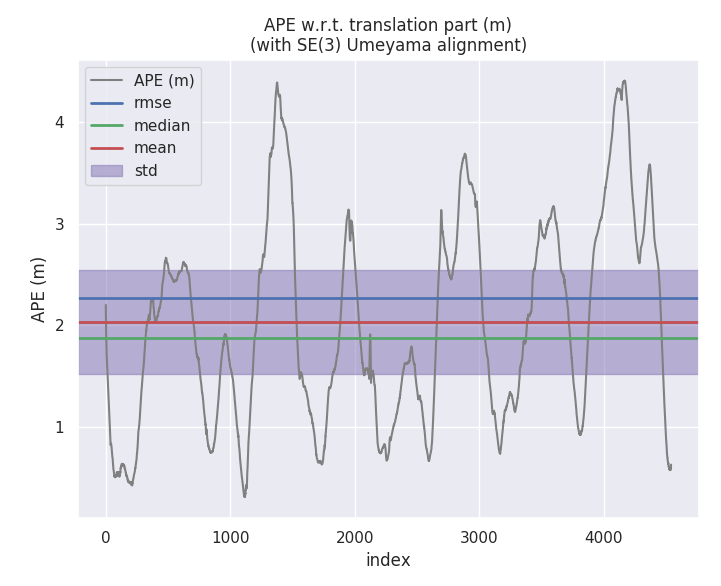 APE w.r.t. translation part (m)
(with SE(3) Umeyama alignment)
APE (m)
rmse
median
mean
std
4
3
2
1
APE (m)
0 1000 2000 3000 4000
index